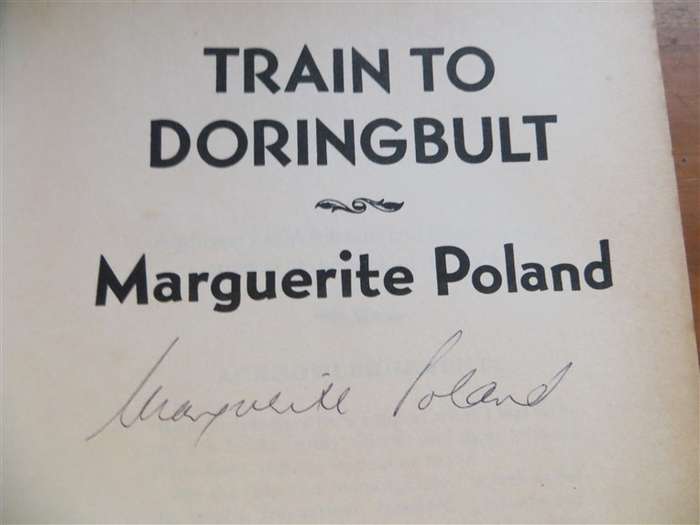 TRAIN TO
DORINGBULT
Marguerite Poland
Marguerite Poland